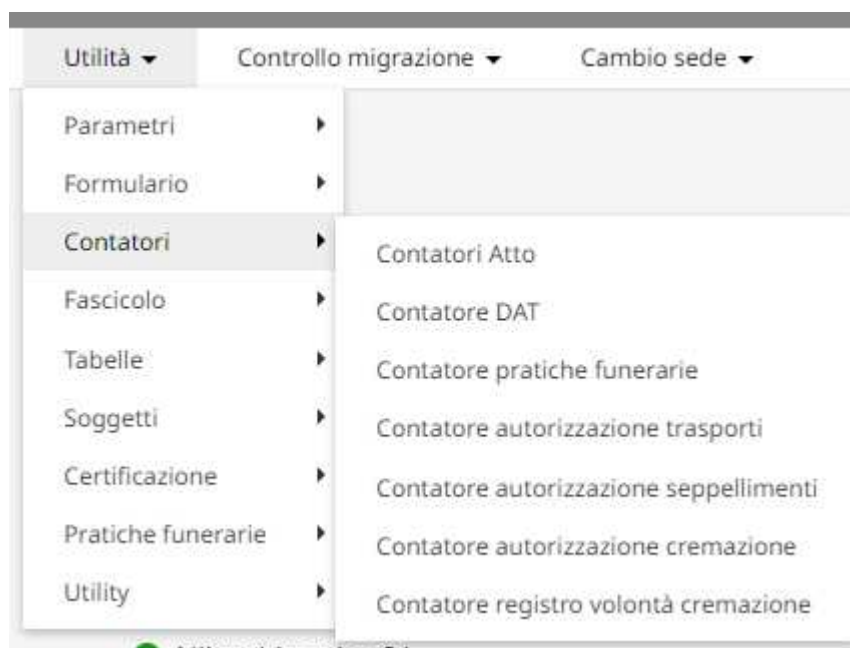 Utilità Controllo migrazione Cambio sede
Parametri
Formulario
Contatori
Fascicolo
Tabelle
Soggetti
Certificazione
Pratiche funerarie
Utility
Contatori Atto
Contatore DAT
Contatore pratiche funerarie
Contatore autorizzazione trasporti
Contatore autorizzazione seppellimenti
Contatore autorizzazione cremazione
Contatore registro volontà cremazione